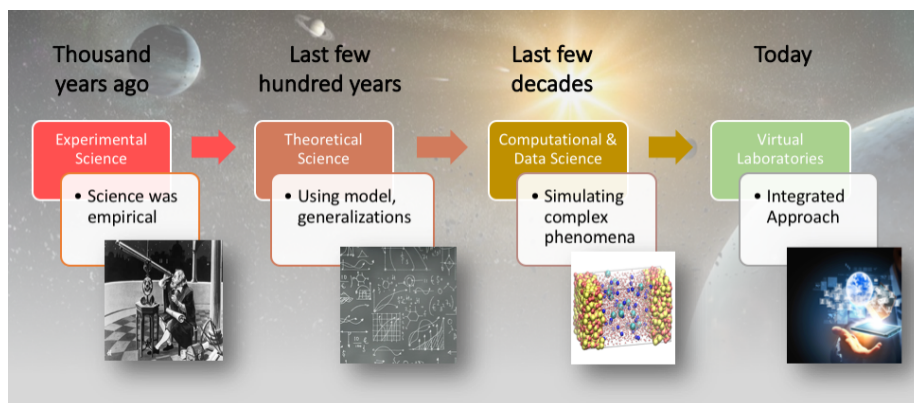 Thousand
years ago
Last few
hundred years
Last few
decades
Today
Experimental
Science
Theoretical
Science
Computational &
Data Science
Virtual
Laboratories
• Science was
empirical
• Using model,
generalizations
• Simulating
complex
phenomena
• Integrated
Approach